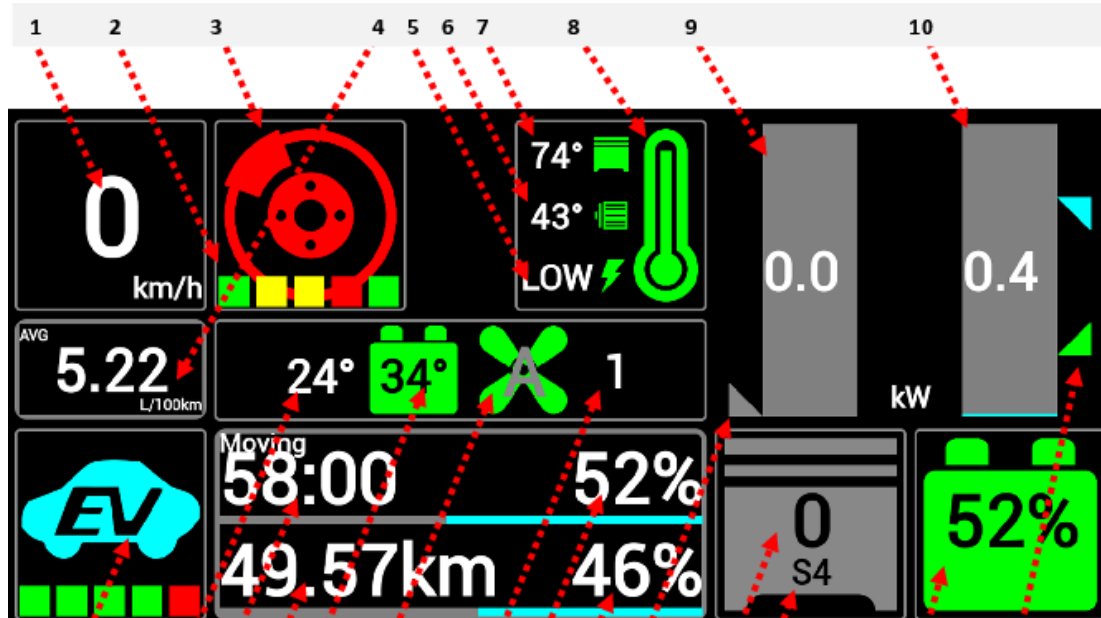 1 2 3 4 5 6 7 8 9 10
0
km/h
74°
43°
LOW
0.0
0.4
kW
AVG
5.22
L/100km
24° 34° A 1
Moving
58:00 52%
49.57km 46%
EV
0
S4
52%